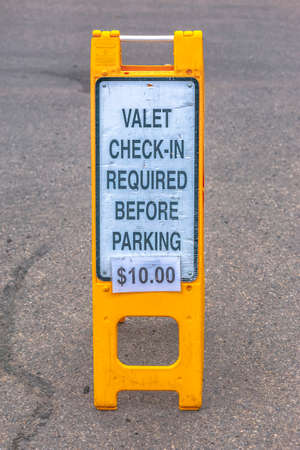 VALET
CHECK-IN
REQUIRED
BEFORE
PARKING
$10.00